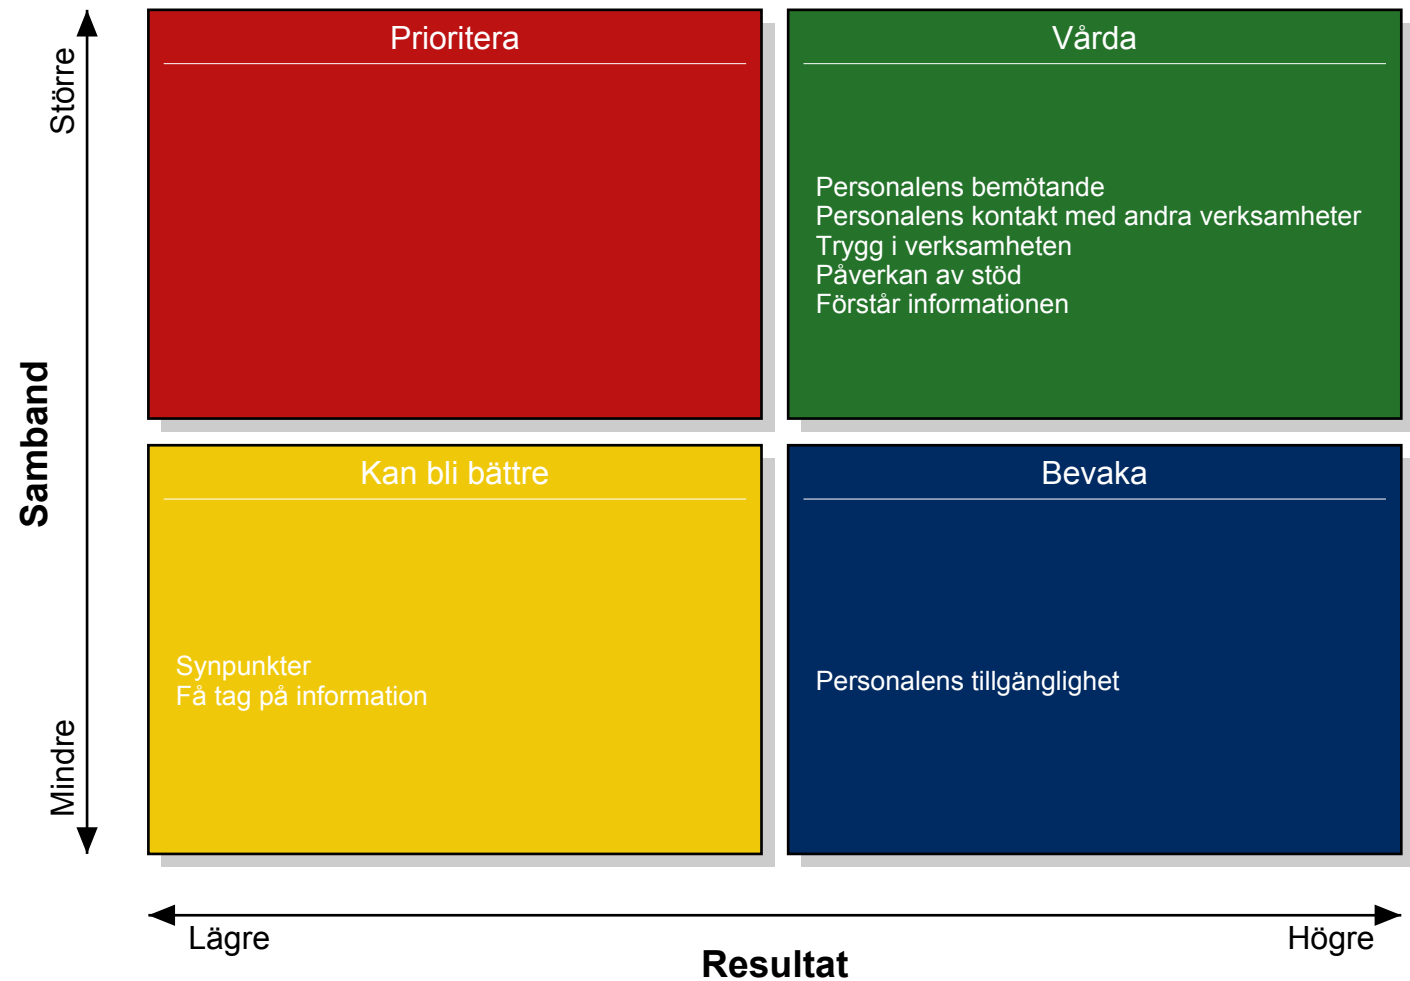 Prioritera
Vårda
Större
Personalens bemötande
Personalens kontakt med andra verksamheter
Trygg i verksamheten
Påverkan av stöd
Förstår informationen
Samband
Kan bli bättre
Bevaka
Synpunkter
Få tag på information
Personalens tillgänglighet
Mindre
Lägre
Högre
Resultat